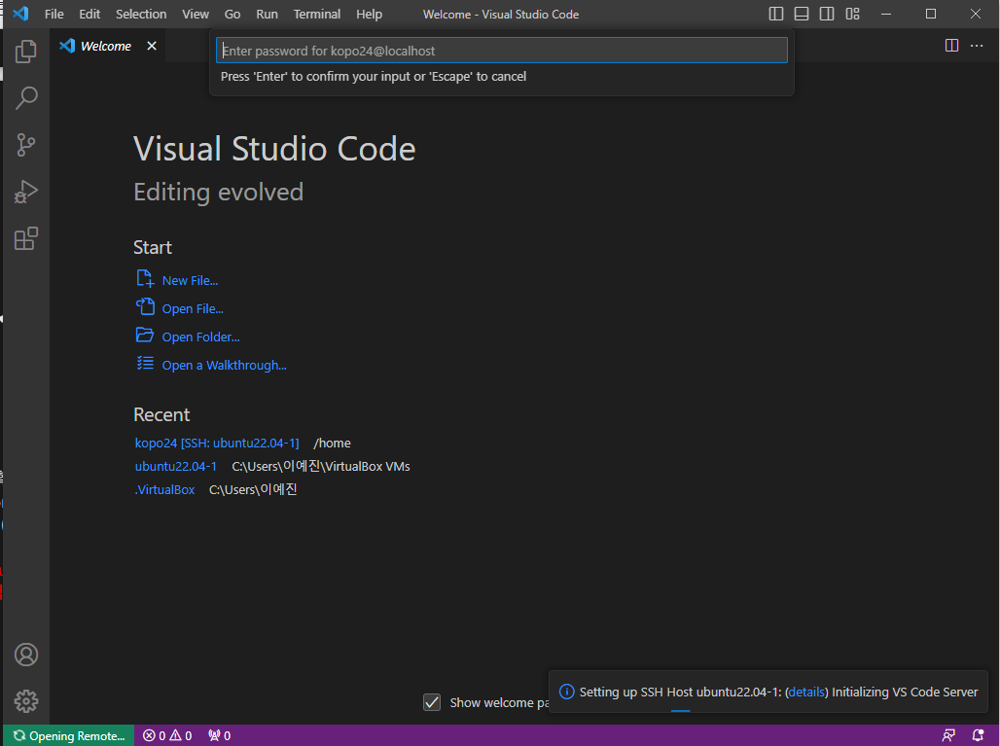 File Edit Selection View Go Run Terminal Help Welcome - Visual Studio Code
Welcome
Enter password for kopo24@localhost
Press 'Enter' to confirm your input or 'Escape' to cancel
Visual Studio Code
Editing evolved
Start
New File...
Open File...
Open Folder...
Open a Walkthrough...
Recent
kopo24 [SSH: ubuntu22.04-1] /home
ubuntu22.04-1 C:\Users\이예진\VirtualBox VMs
.VirtualBox C:\Users\이예진
Show welcome pa
Setting up SSH Host ubuntu22.04-1: (details) Initializing VS Code Server
Opening Remote... 0 0 0